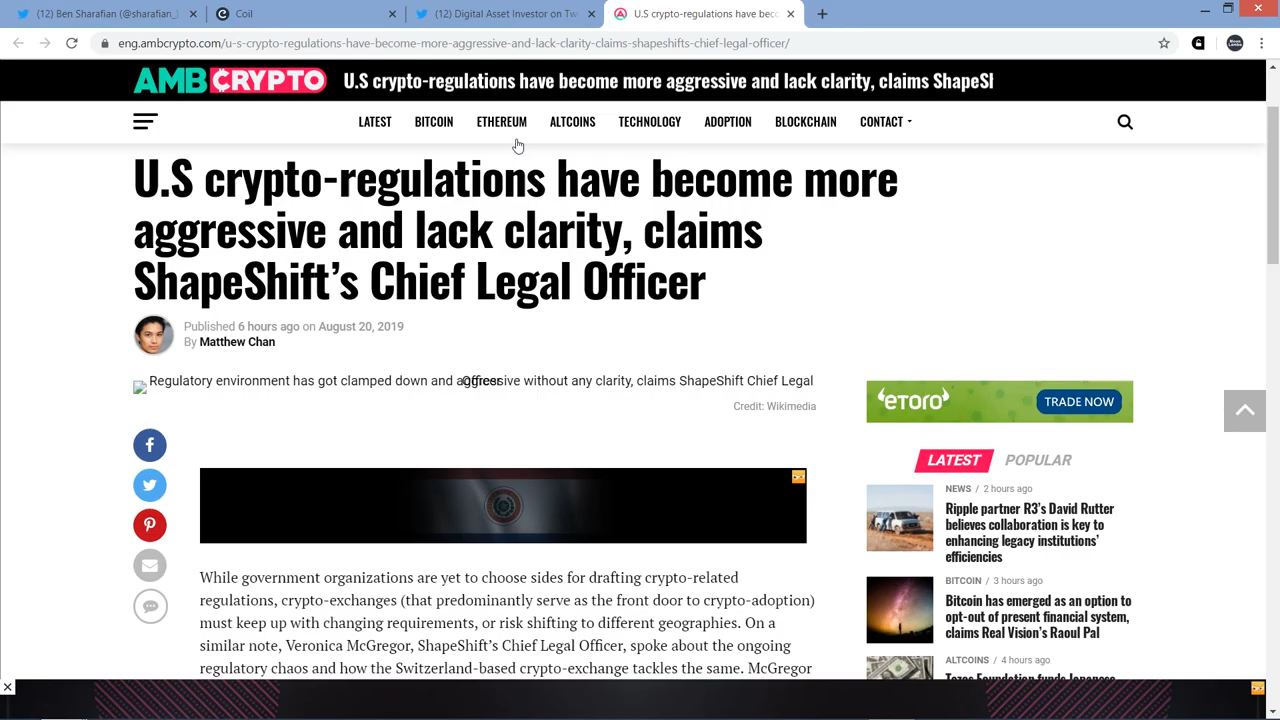 (12) Ben Sharafian (@sharafian_
Coil
(12) Digital Asset Investor on Tw
U.S crypto-regulations have beco
eng.ambcrypto.com/u-s-crypto-regulations-have-become-more-aggressive-and-lack-clarity-claims-shapeshifts-chief-legal-officer/
AMBCRYPTO
U.S crypto-regulations have become more aggressive and lack clarity, claims ShapeSl
LATEST BITCOIN ETHEREUM ALTCOINS TECHNOLOGY ADOPTION BLOCKCHAIN CONTACT
U.S crypto-regulations have become more
aggressive and lack clarity, claims
ShapeShift's Chief Legal Officer
Published 6 hours ago on August 20, 2019
By Matthew Chan
Regulatory environment has got clamped down and aggressive without any clarity, claims ShapeShift Chief Legal
Officer
Credit: Wikimedia
eToro
TRADE NOW
LATEST POPULAR
NEWS / 2 hours ago
Ripple partner R3's David Rutter
believes collaboration is key to
enhancing legacy institutions'
efficiencies
BITCOIN / 3 hours ago
Bitcoin has emerged as an option to
opt-out of present financial system,
claims Real Vision's Raoul Pal
ALTCOINS / 4 hours ago
Tezos Foundation funds Japanese
While government organizations are yet to choose sides for drafting crypto-related
regulations, crypto-exchanges (that predominantly serve as the front door to crypto-adoption)
must keep up with changing requirements, or risk shifting to different geographies. On a
similar note, Veronica McGregor, ShapeShift's Chief Legal Officer, spoke about the ongoing
regulatory chaos and how the Switzerland-based crypto-exchange tackles the same. McGregor